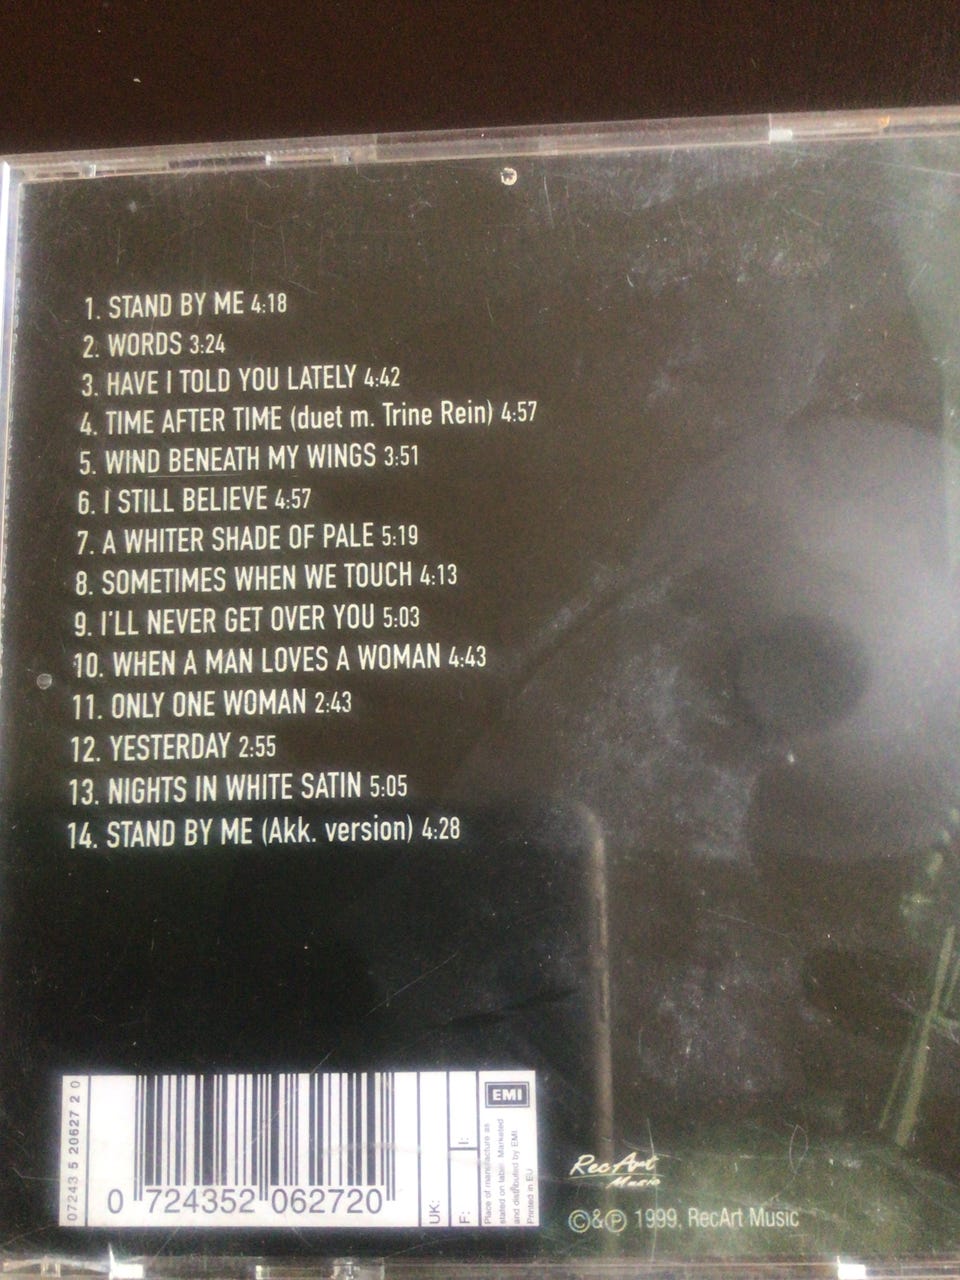 1. STAND BY ME 4:18
2. WORDS 3:24
3. HAVE I TOLD YOU LATELY 4:42
4. TIME AFTER TIME (duet m. Trine Rein) 4:57
5. WIND BENEATH MY WINGS 3:51
6. I STILL BELIEVE 4:57
7. A WHITER SHADE OF PALE 5:19
8. SOMETIMES WHEN WE TOUCH 4:13
9. I'LL NEVER GET OVER YOU 5:03
10. WHEN A MAN LOVES A WOMAN 4:43
11. ONLY ONE WOMAN 2:43
12. YESTERDAY 2:55
13. NIGHTS IN WHITE SATIN 5:05
14. STAND BY ME (Akk. version) 4:28
07243 5 20627 2 0
0 724352 062720
UK:
F:
I:
EMI
Place of manufacture as
stated on label. Marketed
and distributed by EMI.
Printed in EU
RecArt
Music
©&℗ 1999, RecArt Music